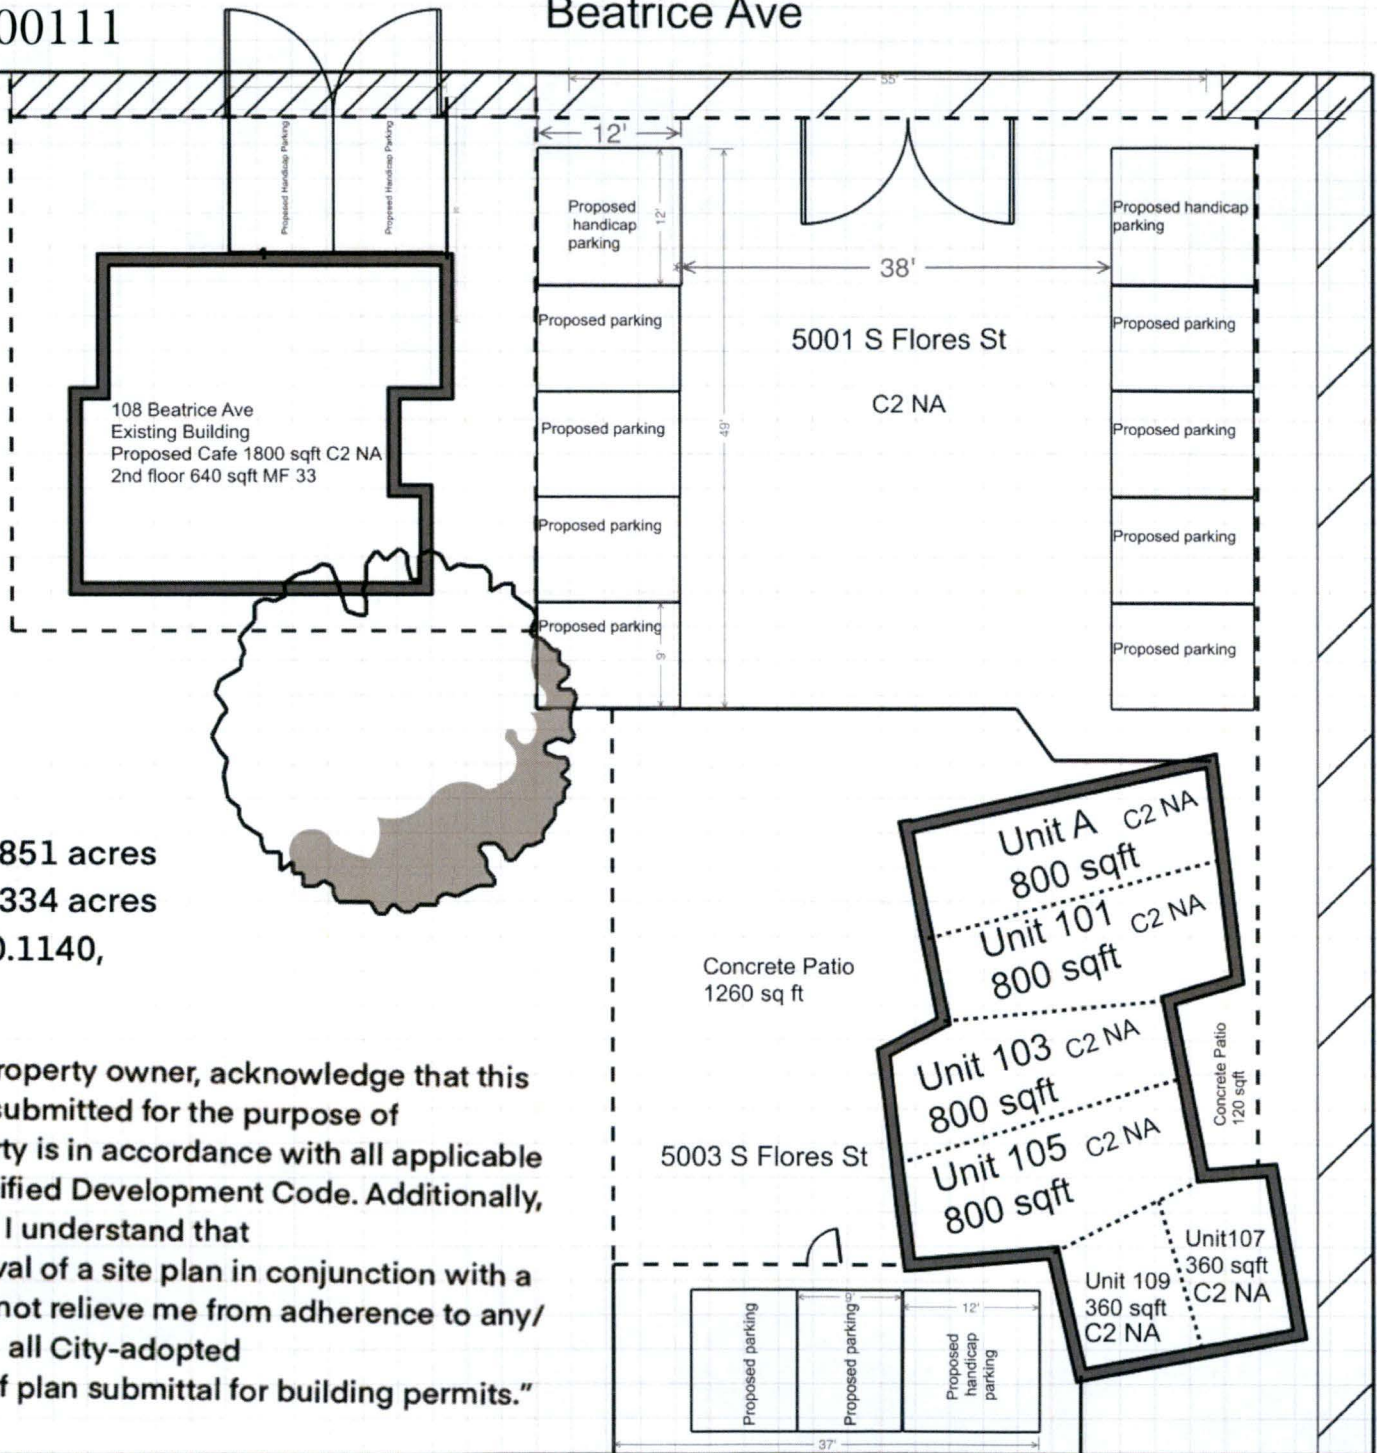 00111
Beatrice Ave
55'
12'
Proposed Handicap Parking
Proposed Handicap Parking
Proposed
handicap
parking
12'
Proposed handicap
parking
38'
Proposed parking
Proposed parking
5001 S Flores St
C2 NA
108 Beatrice Ave
Existing Building
Proposed Cafe 1800 sqft C2 NA
2nd floor 640 sqft MF 33
Proposed parking
49'
Proposed parking
Proposed parking
Proposed parking
Proposed parking
9'
Proposed parking
Unit A C2 NA
800 sqft
851 acres
334 acres
0.1140,
Unit 101 C2 NA
800 sqft
Concrete Patio
1260 sq ft
Unit 103 C2 NA
800 sqft
Concrete Patio
120 sqft
roperty owner, acknowledge that this
submitted for the purpose of
rty is in accordance with all applicable
ified Development Code. Additionally,
I understand that
val of a site plan in conjunction with a
not relieve me from adherence to any/
all City-adopted
f plan submittal for building permits.”
5003 S Flores St
Unit 105 C2 NA
800 sqft
Unit107
360 sqft
C2 NA
Unit 109
360 sqft
C2 NA
9'
12'
Proposed parking
Proposed parking
Proposed
handicap
parking
37'